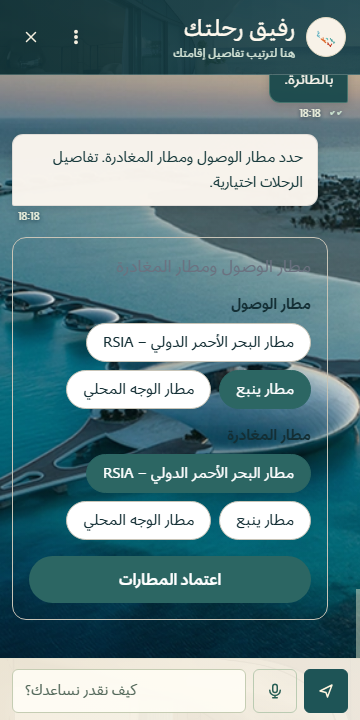 رفيق رحلتك
هنا لترتيب تفاصيل إقامتك
بالطائرة.
18:18
حدد مطار الوصول ومطار المغادرة. تفاصيل
الرحلات اختيارية.
18:18
مطار الوصول ومطار المغادرة
مطار الوصول
مطار البحر الأحمر الدولي – RSIA
مطار ينبع
مطار الوجه المحلي
مطار المغادرة
مطار البحر الأحمر الدولي – RSIA
مطار ينبع
مطار الوجه المحلي
اعتماد المطارات
كيف نقدر نساعدك؟